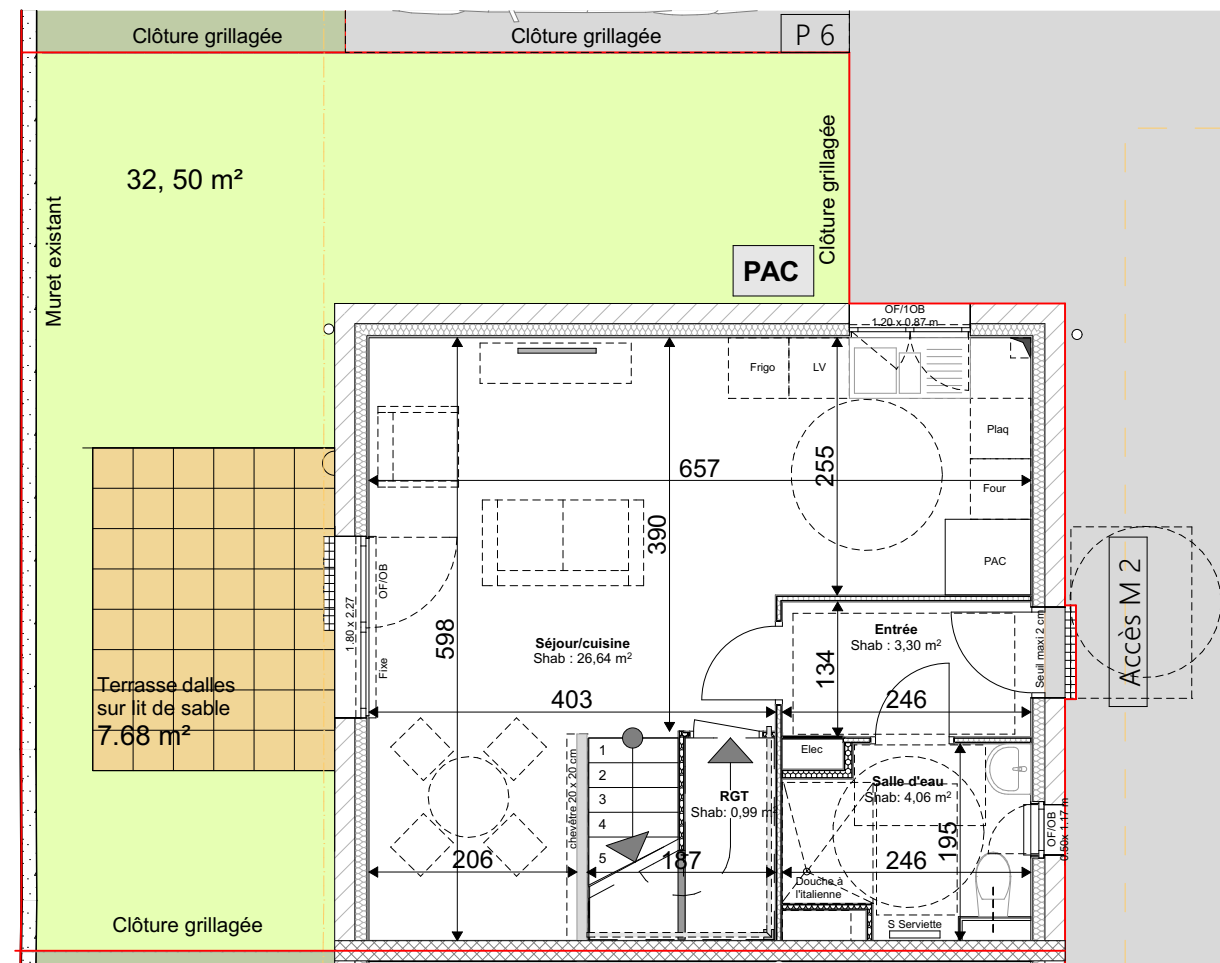 Clôture grillagée
Clôture grillagée
P 6
32, 50 m²
Muret existant
Clôture grillagée
PAC
OF/1OB
1.20 x 0.87 m
Frigo
LV
Plaq
657
255
Four
390
PAC
OF/OB
1.80 x 2.27
Fixe
598
Séjour/cuisine
Shab : 26,64 m²
Entrée
Shab : 3,30 m²
134
Seuil maxi 2 cm
Accès M 2
Terrasse dalles
sur lit de sable
7.68 m²
403
246
1
2
3
4
5
chevêtre 20 x 20 cm
Elec
RGT
Shab: 0,99 m²
Salle d'eau
Shab: 4,06 m²
195
OF/OB
0.50x 1.17 m
206
187
246
Douche à
l'italienne
S Serviette
Clôture grillagée